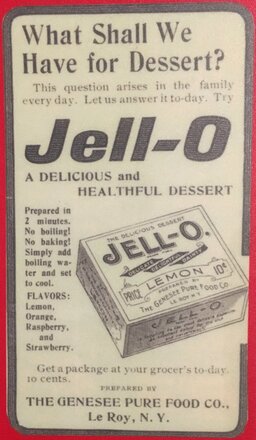 What Shall We
Have for Dessert?
This question arises in the family
every day. Let us answer it to-day. Try
Jell-O
A DELICIOUS and
HEALTHFUL DESSERT
Prepared in
2 minutes.
No boiling!
No baking!
Simply add
boiling wa-
ter and set
to cool.
FLAVORS:
Lemon,
Orange,
Raspberry,
and
Strawberry.
THE DELICIOUS DESSERT
JELL-O.
DELICATE
LEMON
PRICE
10¢
PREPARED BY
THE GENESEE PURE FOOD Co
LE ROY N.Y.
JELL-O
Get a package at your grocer's to-day.
10 cents.
PREPARED BY
THE GENESEE PURE FOOD CO.,
Le Roy, N. Y.